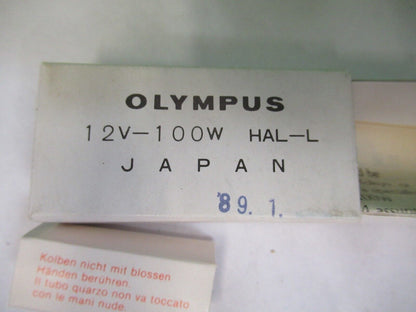 OLYMPUS
12V-100W HAL-L
JAPAN
'89. 1.
Kolben nicht mit blossen
Händen berühren.
Il tubo quarzo non va toccato
con le mani nude.